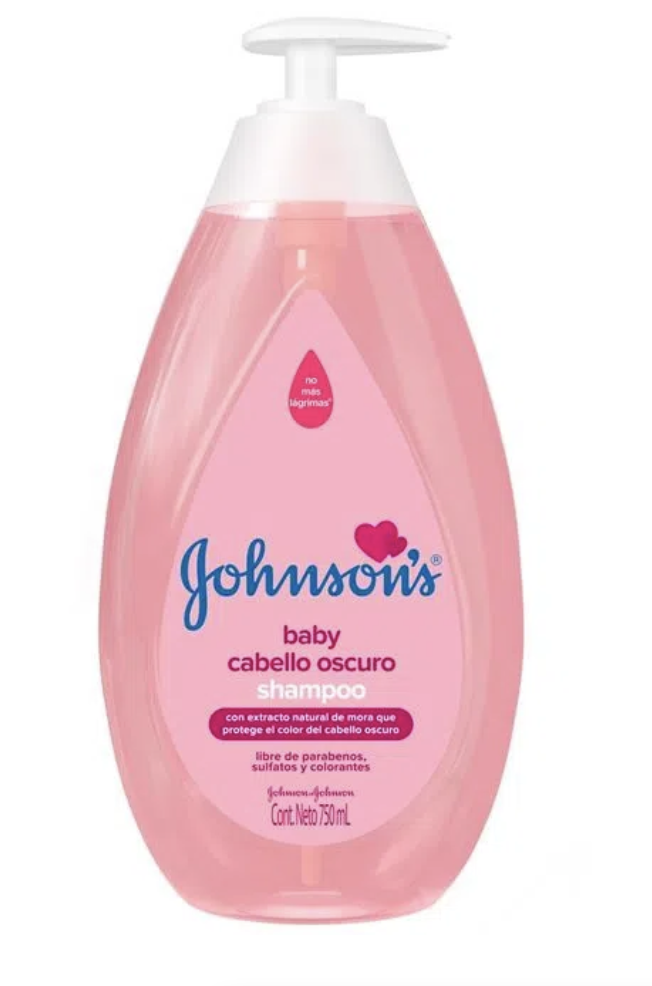 no
más
lágrimas*
Johnson's®
baby
cabello oscuro
shampoo
con extracto natural de mora que
protege el color del cabello oscuro
libre de parabenos,
sulfatos y colorantes
Johnson & Johnson
Cont. Neto 750 mL